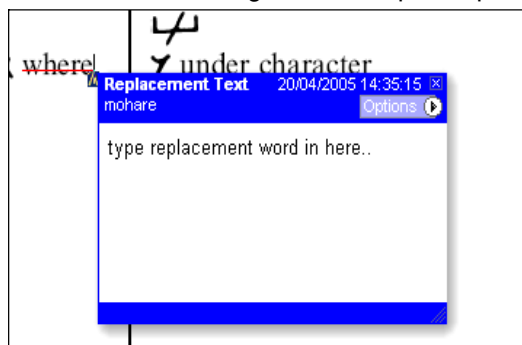 where
under character
Replacement Text 20/04/2005 14:35:15
mohare Options
type replacement word in here..